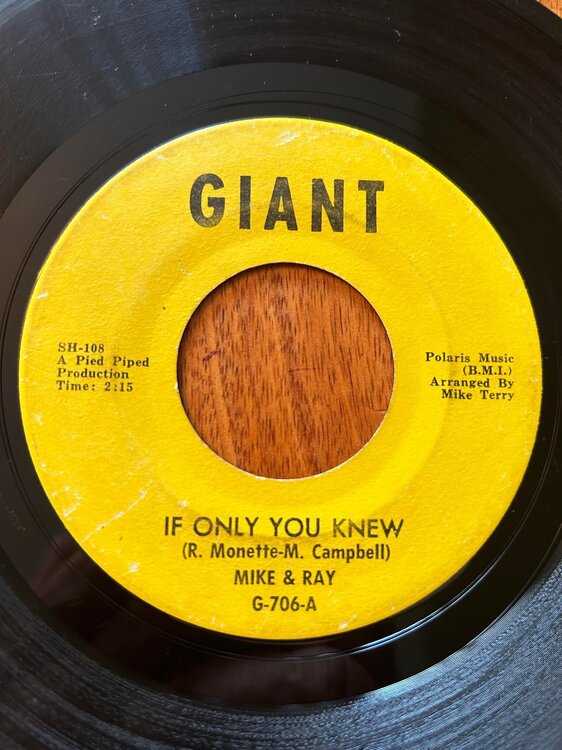 GIANT
SH-108
A Pied Piped
Production
Time: 2:15
Polaris Music
(B.M.I.)
Arranged By
Mike Terry
IF ONLY YOU KNEW
(R. Monette-M. Campbell)
MIKE & RAY
G-706-A